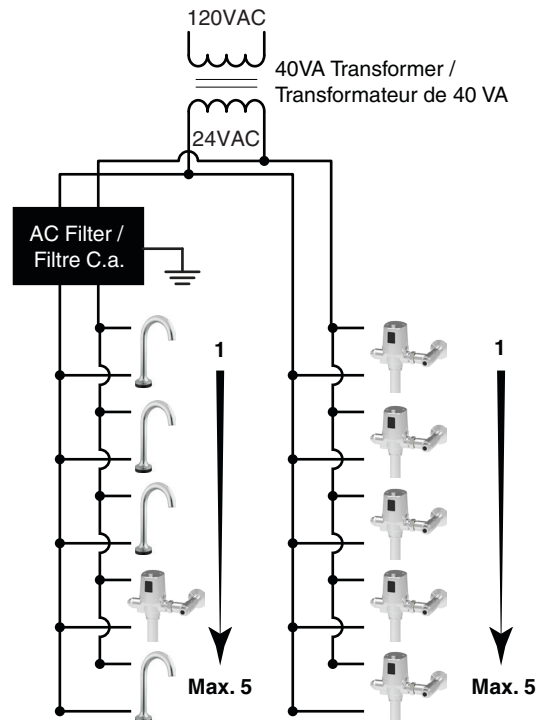 120VAC
40VA Transformer /
Transformateur de 40 VA
24VAC
AC Filter /
Filtre C.a.
1
1
Max. 5
Max. 5